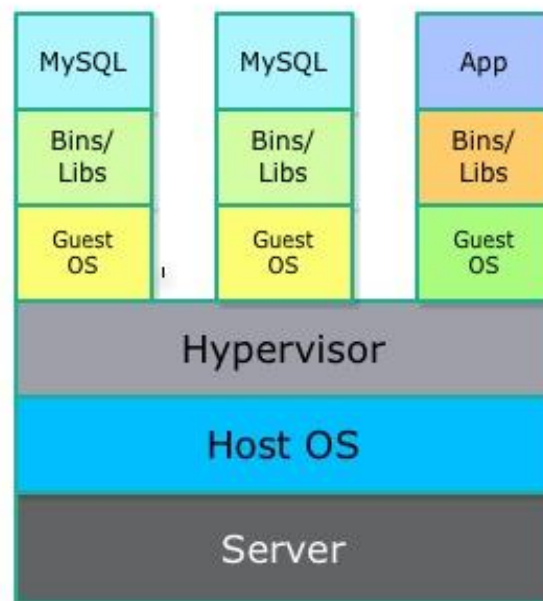 MySQL
MySQL
App
Bins/
Libs
Bins/
Libs
Bins/
Libs
Guest
OS
Guest
OS
Guest
OS
Hypervisor
Host OS
Server